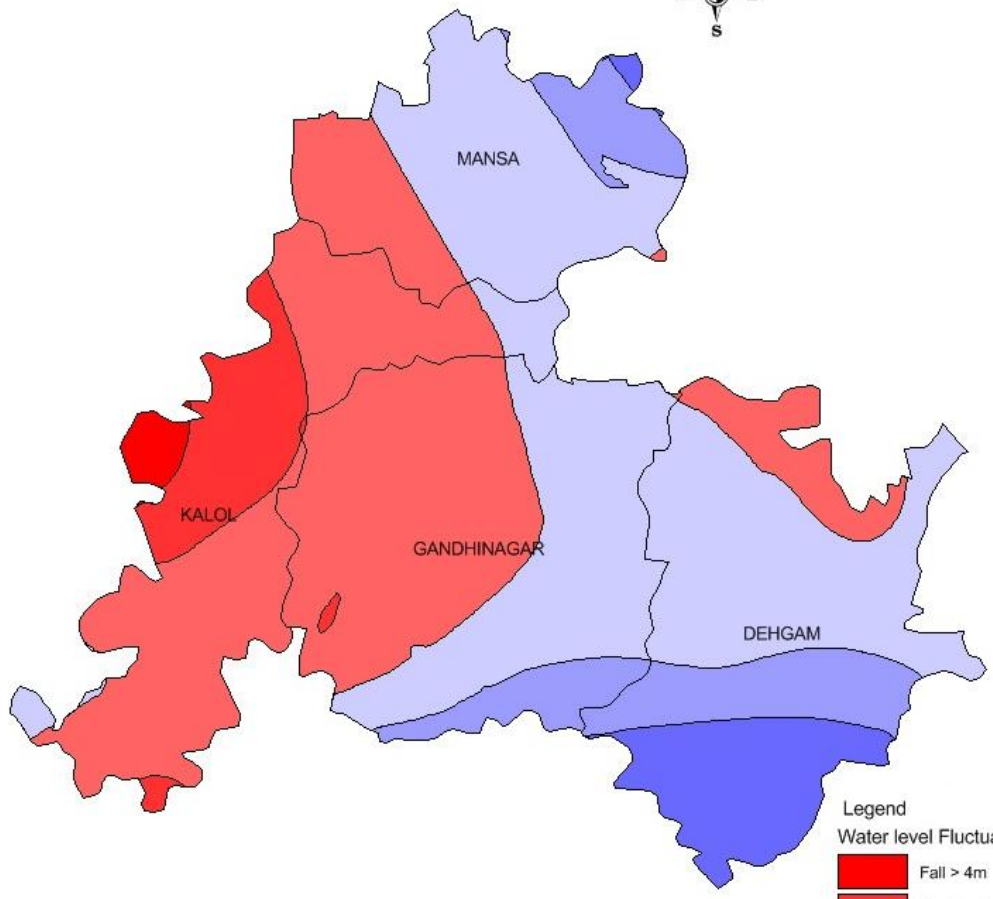 S
MANSA
KALOL
GANDHINAGAR
DEHGAM
Legend
Water level Fluctua
Fall > 4m